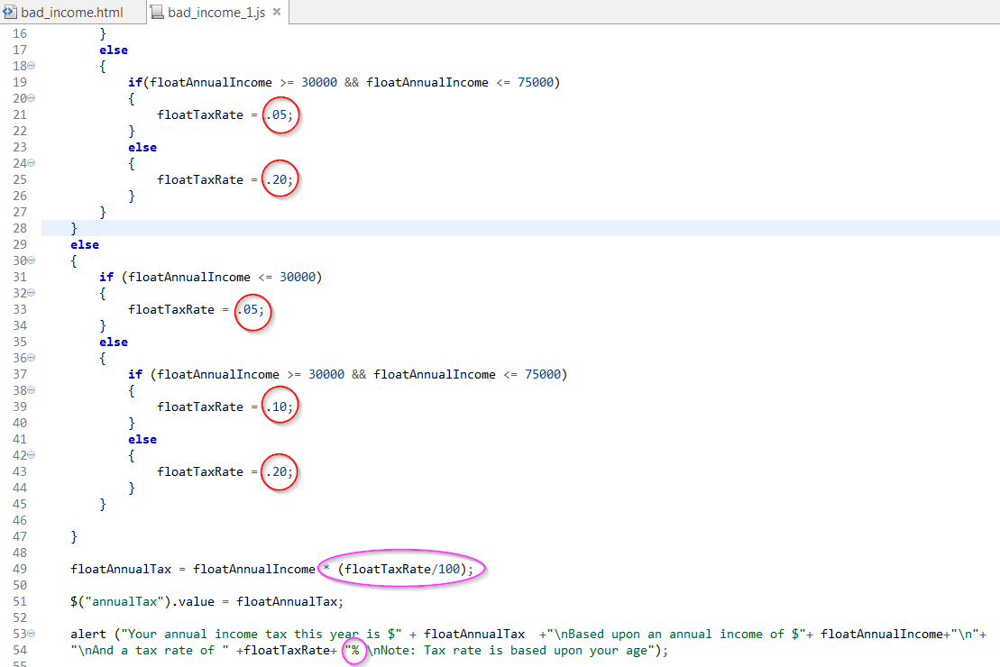 bad_income.html bad_income_1.js
16 }
17 else
18 {
19 if(floatAnnualIncome >= 30000 && floatAnnualIncome <= 75000)
20 {
21 floatTaxRate = .05;
22 }
23 else
24 {
25 floatTaxRate = .20;
26 }
27 }
28 }
29 else
30 {
31 if (floatAnnualIncome <= 30000)
32 {
33 floatTaxRate = .05;
34 }
35 else
36 {
37 if (floatAnnualIncome >= 30000 && floatAnnualIncome <= 75000)
38 {
39 floatTaxRate = .10;
40 }
41 else
42 {
43 floatTaxRate = .20;
44 }
45 }
46
47 }
48
49 floatAnnualTax = floatAnnualIncome * (floatTaxRate/100);
50
51 $("annualTax").value = floatAnnualTax;
52
53 alert ("Your annual income tax this year is $" + floatAnnualTax +"\nBased upon an annual income of $"+ floatAnnualIncome+"\n"+
54 "\nAnd a tax rate of " +floatTaxRate+ "% \nNote: Tax rate is based upon your age");
55